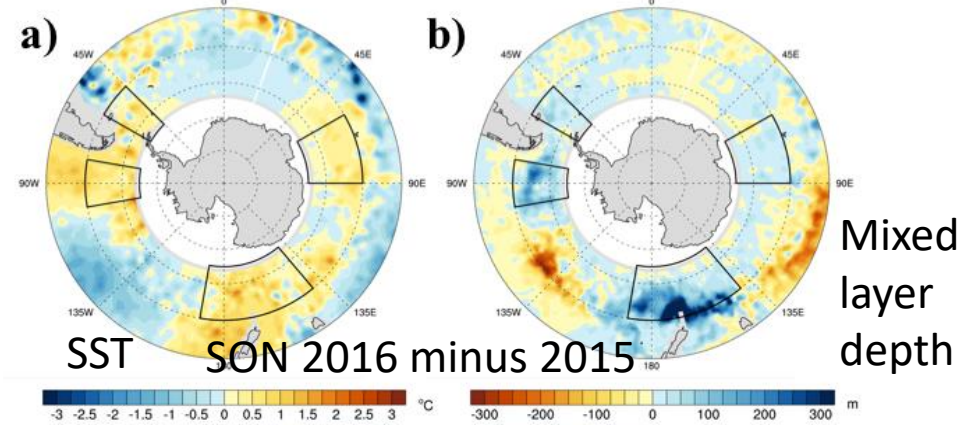 0
0
a)
b)
45W
45E
45W
45E
90W
90E
90W
90E
135W
135E
135W
135E
180
Mixed
layer
depth
SST
SON 2016 minus 2015
-3 -2.5 -2 -1.5 -1 -0.5 0 0.5 1 1.5 2 2.5 3 °C
-300 -200 -100 0 100 200 300 m